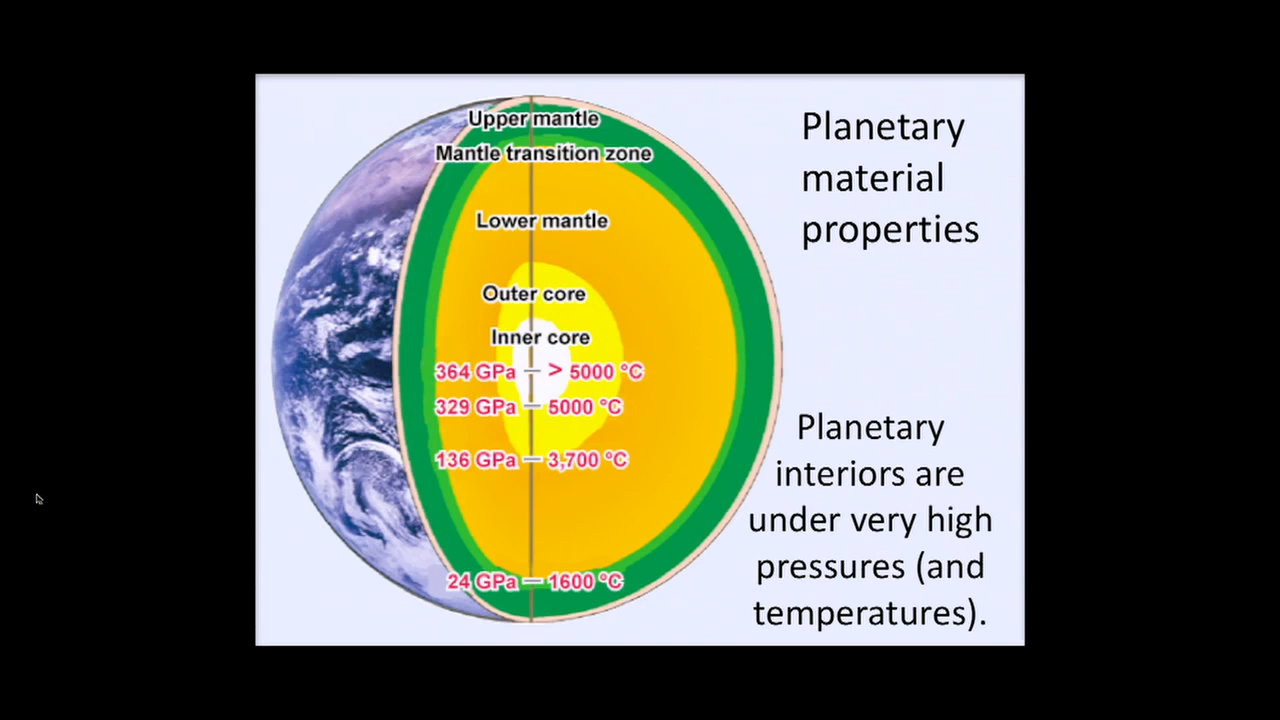 Upper mantle
Mantle transition zone
Lower mantle
Outer core
Inner core
364 GPa > 5000 °C
329 GPa 5000 °C
136 GPa 3,700 °C
24 GPa 1600 °C
Planetary
material
properties
Planetary
interiors are
under very high
pressures (and
temperatures).